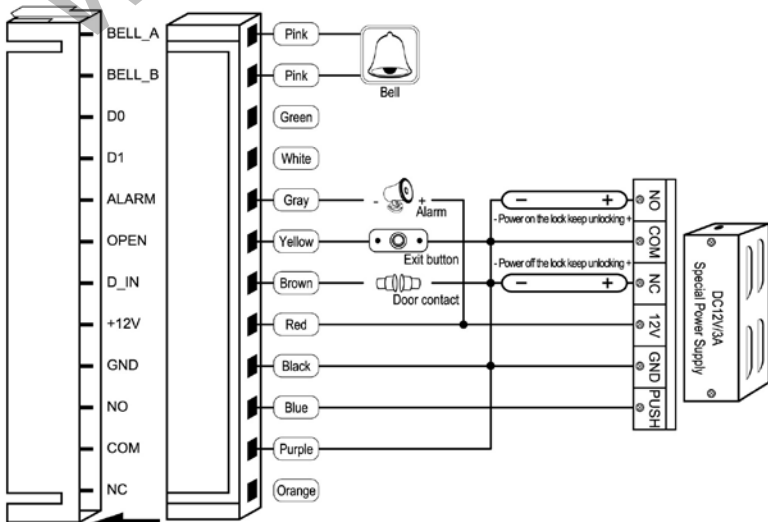 BELL_A Pink
BELL_B Pink
Bell
D0 Green
D1 White
ALARM Gray - + Alarm
- + NO
- Power on the lock keep unlocking +
OPEN Yellow Exit button COM
- Power off the lock keep unlocking +
D_IN Brown Door contact - + NC
+12V Red 12V
GND Black GND
NO Blue PUSH
COM Purple
NC Orange
DC12V/3A
Special Power Supply